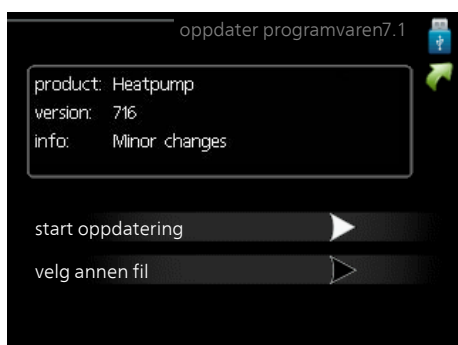 oppdater programvaren7.1
product: Heatpump
version: 716
info: Minor changes
start oppdatering
velg annen fil